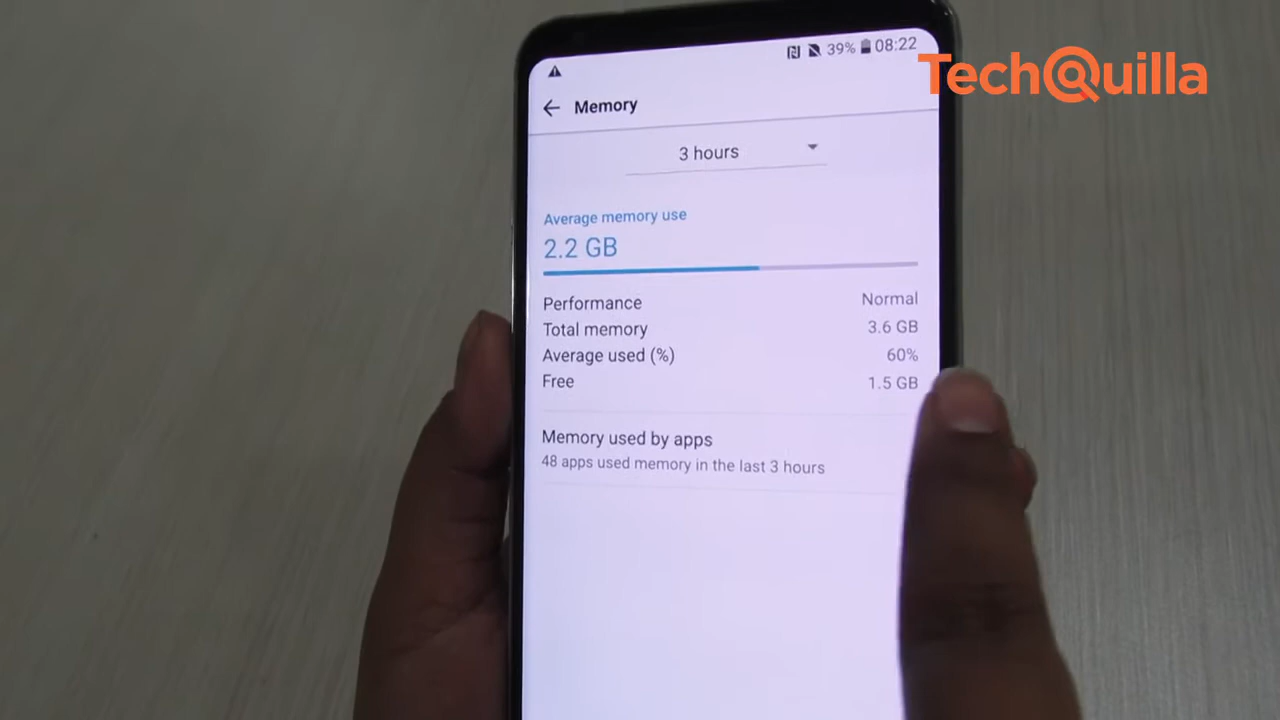 39% 08:22
TechQuilla
Memory
3 hours
Average memory use
2.2 GB
Performance Normal
Total memory 3.6 GB
Average used (%) 60%
Free 1.5 GB
Memory used by apps
48 apps used memory in the last 3 hours